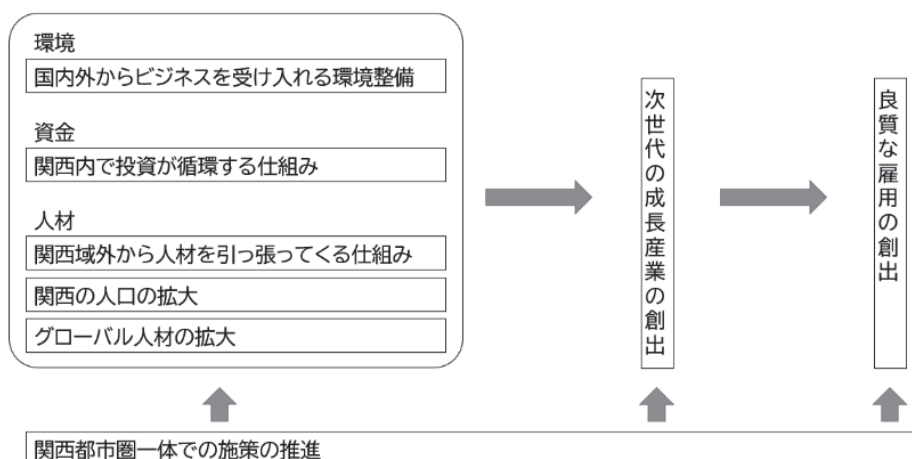 環境
国内外からビジネスを受け入れる環境整備
資金
関西内で投資が循環する仕組み
人材
関西域外から人材を引っ張ってくる仕組み
関西の人口の拡大
グローバル人材の拡大
次世代の成長産業の創出
良質な雇用の創出
関西都市圏一体での施策の推進